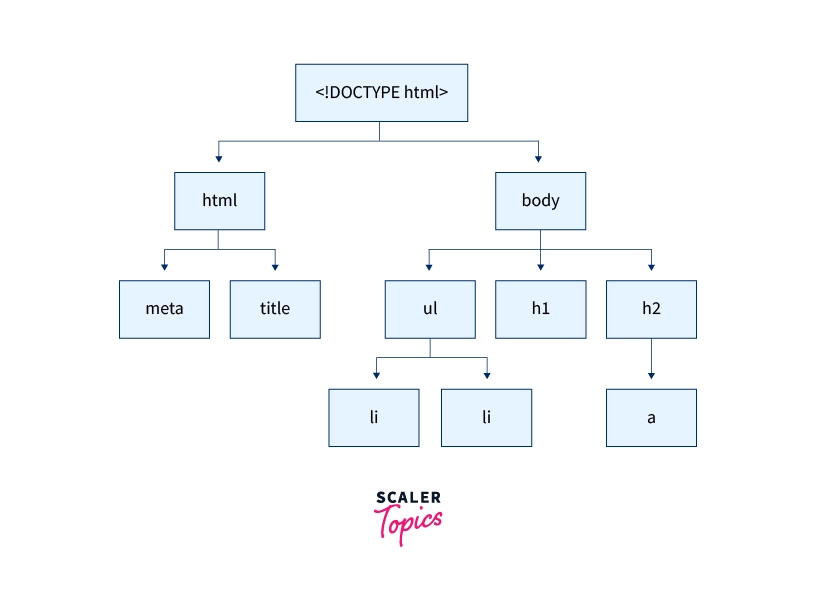 <!DOCTYPE html>
html
body
meta
title
ul
h1
h2
li
li
a
SCALER
Topics